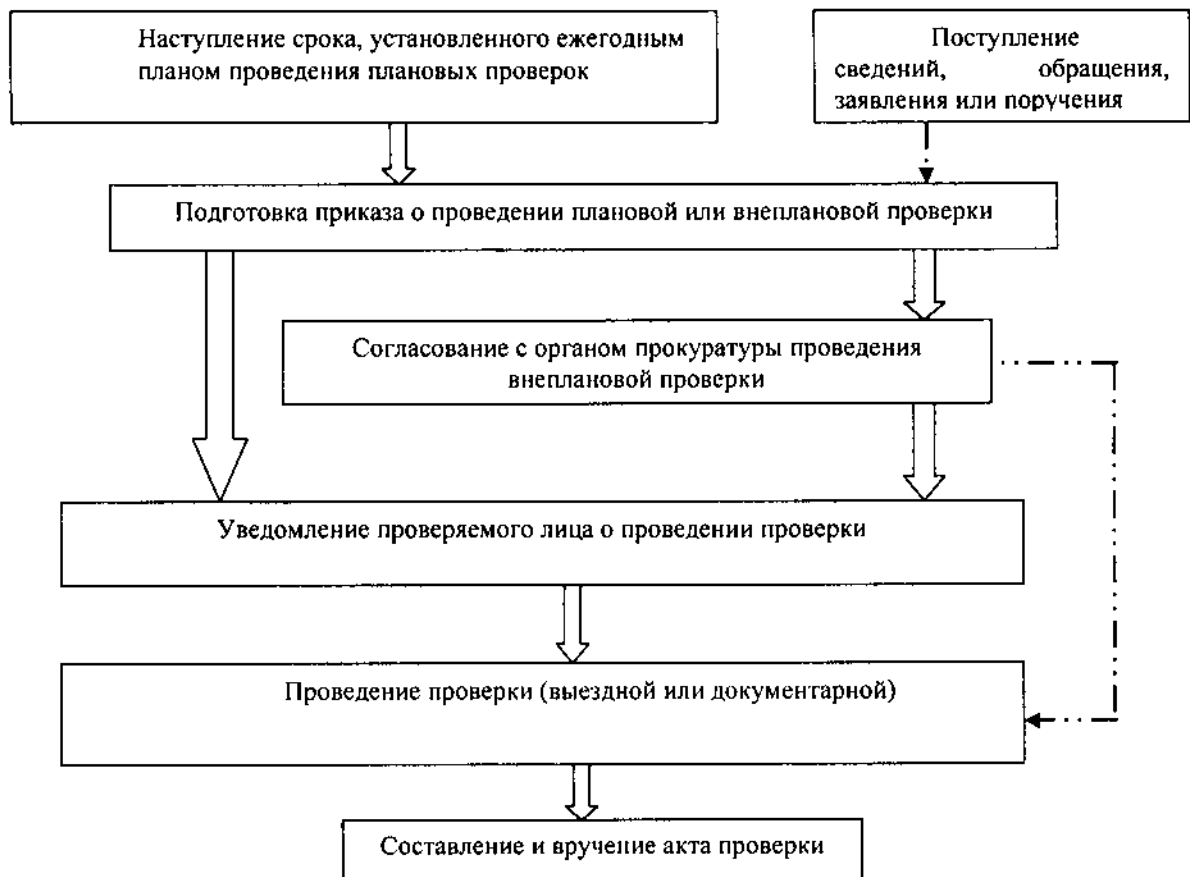 Наступление срока, установленного ежегодным
планом проведения плановых проверок
Поступление
сведений, обращения,
заявления или поручения
Подготовка приказа о проведении плановой или внеплановой проверки
Согласование с органом прокуратуры проведения
внеплановой проверки
Уведомление проверяемого лица о проведении проверки
Проведение проверки (выездной или документарной)
Составление и вручение акта проверки